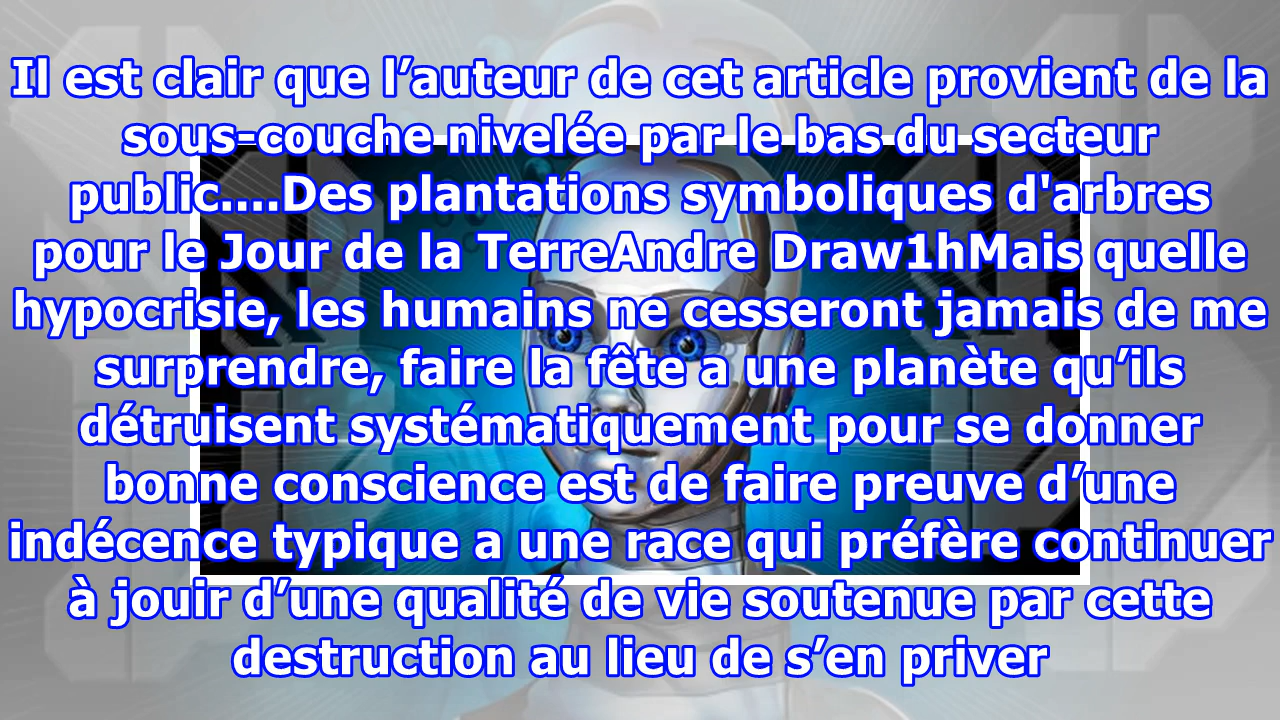 Il est clair que l’auteur de cet article provient de la
sous-couche nivelée par le bas du secteur
public....Des plantations symboliques d'arbres
pour le Jour de la TerreAndre Draw1hMais quelle
hypocrisie, les humains ne cesseront jamais de me
surprendre, faire la fête a une planète qu’ils
détruisent systématiquement pour se donner
bonne conscience est de faire preuve d’une
indécence typique a une race qui préfère continuer
à jouir d’une qualité de vie soutenue par cette
destruction au lieu de s’en priver